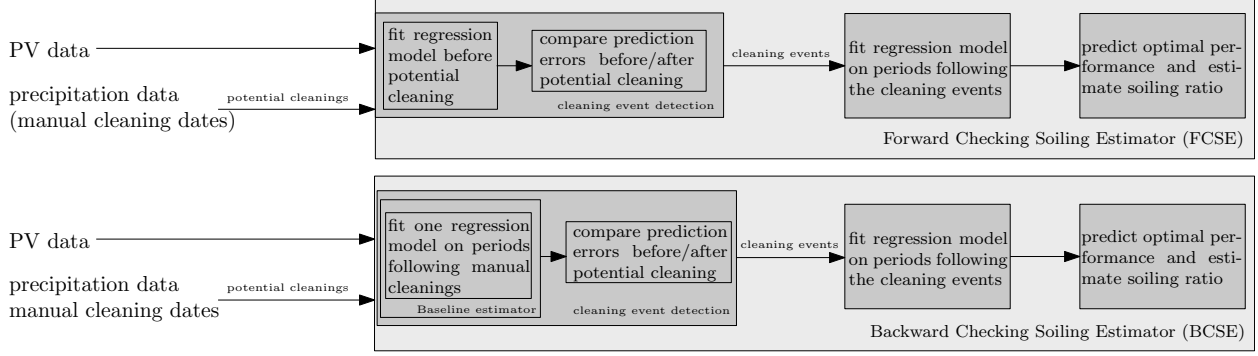 PV data
precipitation data
(manual cleaning dates)
potential cleanings
fit regression
model before
potential
cleaning
compare prediction
errors before/after
potential cleaning
cleaning event detection
cleaning events
fit regression model
on periods following
the cleaning events
predict optimal per-
formance and esti-
mate soiling ratio
Forward Checking Soiling Estimator (FCSE)
PV data
precipitation data
manual cleaning dates
potential cleanings
fit one regression
model on periods
following manual
cleanings
Baseline estimator
compare prediction
errors before/after
potential cleaning
cleaning event detection
cleaning events
fit regression model
on periods following
the cleaning events
predict optimal per-
formance and esti-
mate soiling ratio
Backward Checking Soiling Estimator (BCSE)